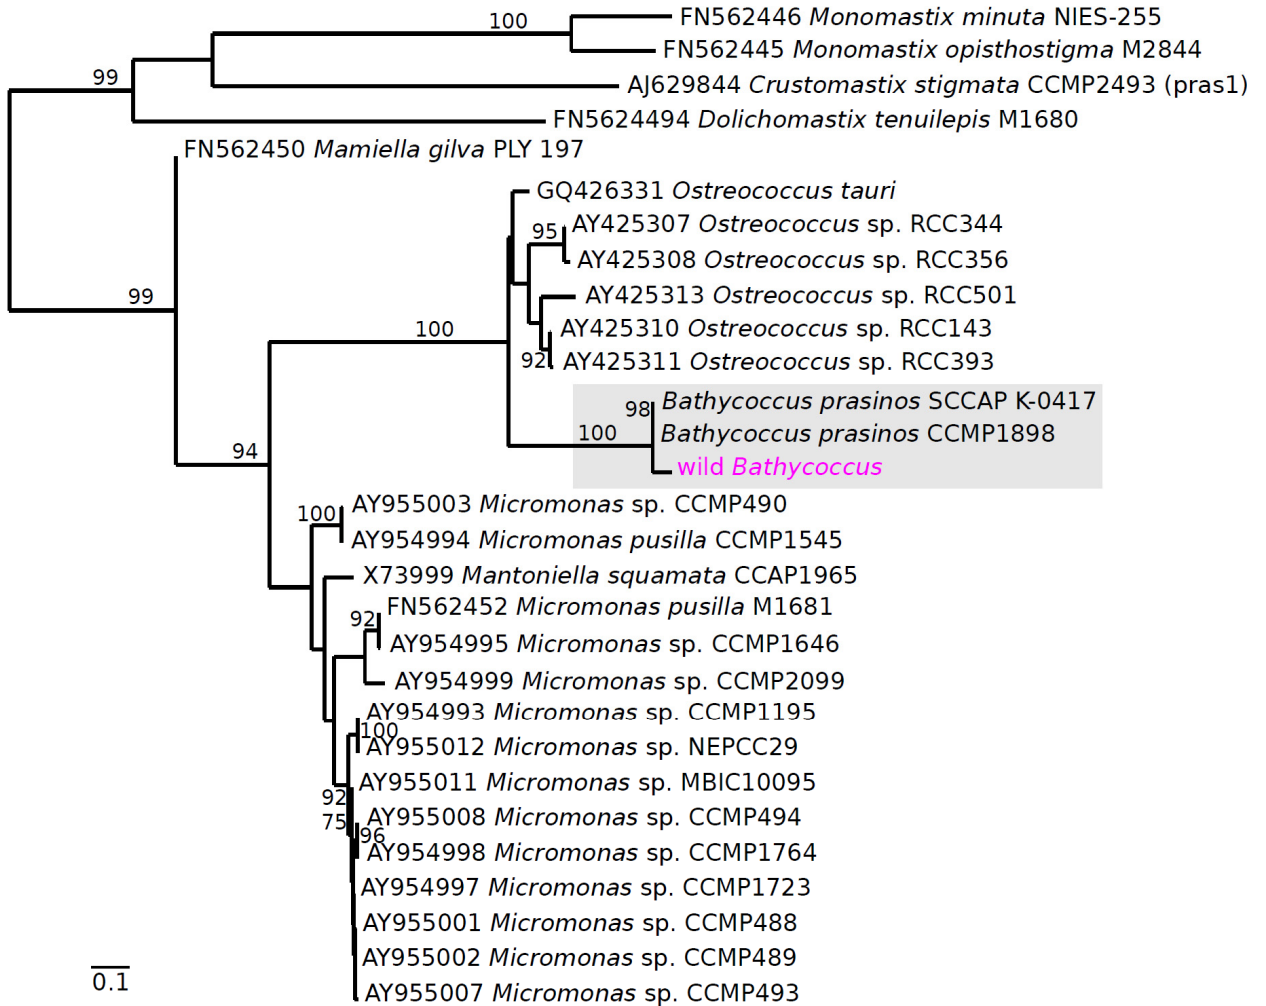 100
FN562446 Monomastix minuta NIES-255
FN562445 Monomastix opisthostigma M2844
99
AJ629844 Crustomastix stigmata CCMP2493 (pras1)
FN5624494 Dolichomastix tenuilepis M1680
FN562450 Mamiella gilva PLY 197
GQ426331 Ostreococcus tauri
95
AY425307 Ostreococcus sp. RCC344
AY425308 Ostreococcus sp. RCC356
99
AY425313 Ostreococcus sp. RCC501
100
AY425310 Ostreococcus sp. RCC143
92
AY425311 Ostreococcus sp. RCC393
98
Bathycoccus prasinos SCCAP K-0417
100
Bathycoccus prasinos CCMP1898
94
wild Bathycoccus
100
AY955003 Micromonas sp. CCMP490
AY954994 Micromonas pusilla CCMP1545
X73999 Mantoniella squamata CCAP1965
92
FN562452 Micromonas pusilla M1681
AY954995 Micromonas sp. CCMP1646
AY954999 Micromonas sp. CCMP2099
AY954993 Micromonas sp. CCMP1195
100
AY955012 Micromonas sp. NEPCC29
AY955011 Micromonas sp. MBIC10095
92
75
AY955008 Micromonas sp. CCMP494
96
AY954998 Micromonas sp. CCMP1764
AY954997 Micromonas sp. CCMP1723
AY955001 Micromonas sp. CCMP488
AY955002 Micromonas sp. CCMP489
0.1
AY955007 Micromonas sp. CCMP493